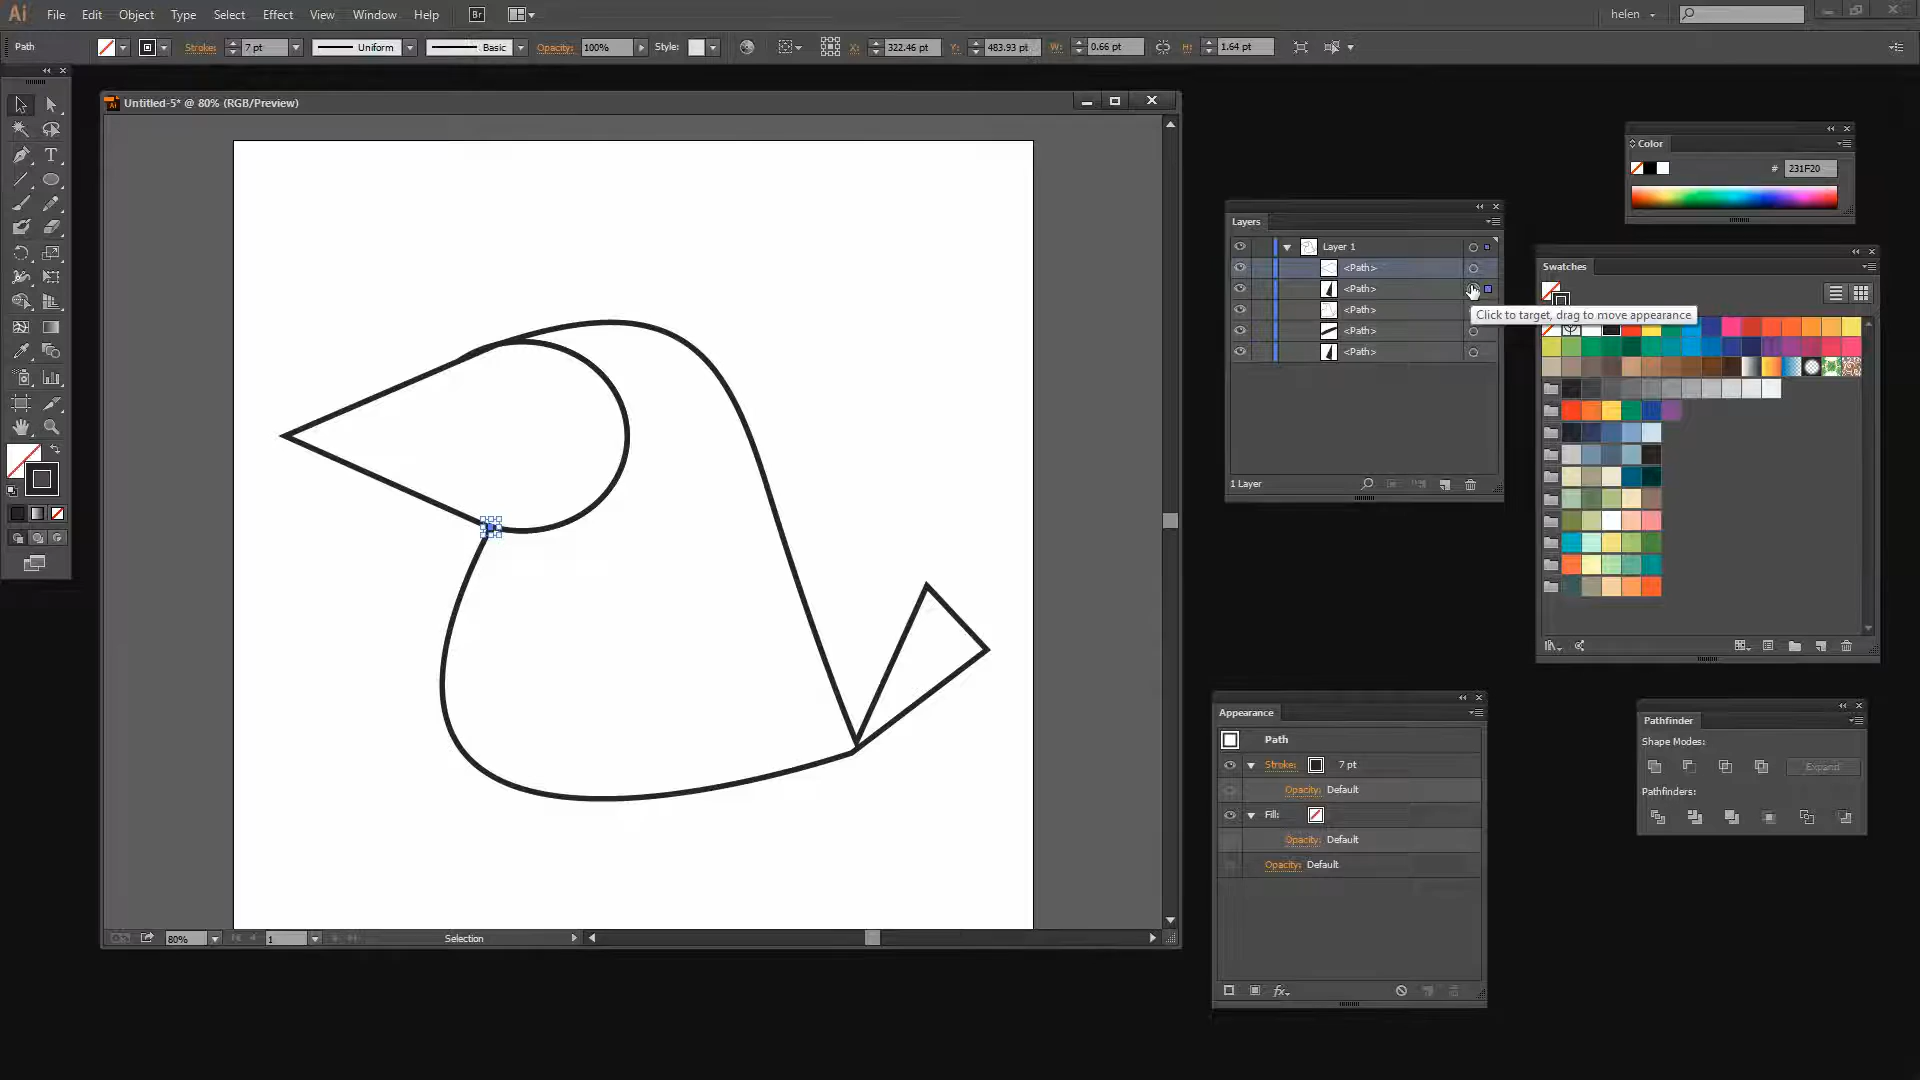 Ai File Edit Object Type Select Effect View Window Help Br helen
Path Stroke: 7 pt Uniform Basic Opacity: 100% Style: X: 322.46 pt Y: 483.93 pt W: 0.66 pt H: 1.64 pt
Untitled-5* @ 80% (RGB/Preview)
Color
# 231F20
Layers
Layer 1
<Path>
<Path>
<Path>
<Path>
<Path>
Click to target, drag to move appearance
1 Layer
Swatches
Appearance
Path
Stroke: 7 pt
Opacity: Default
Fill:
Opacity: Default
Opacity: Default
fx
Pathfinder
Shape Modes:
Expand
Pathfinders:
80% 1 Selection